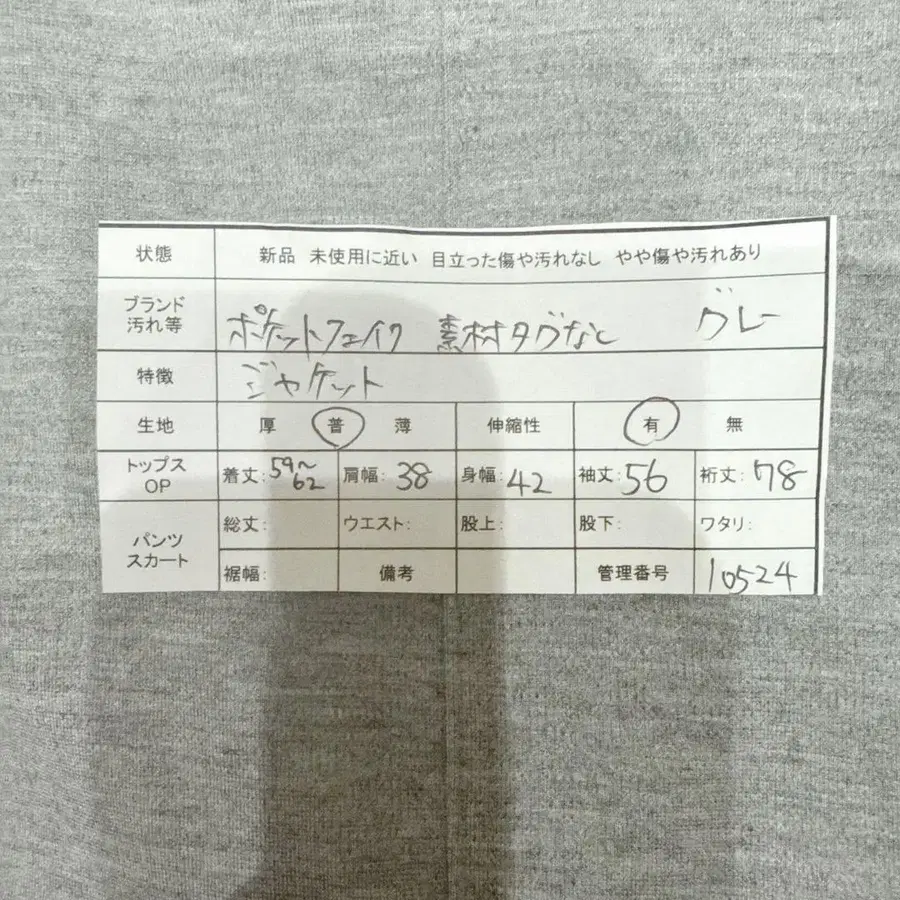 状態 新品 未使用に近い 目立った傷や汚れなし やや傷や汚れあり
ブランド
汚れ等 ポケットフェイク 素材タグなし グレー
特徴 ジャケット
生地 厚 普 薄 伸縮性 有 無
トップス
OP 着丈:59〜62 肩幅:38 身幅:42 袖丈:56 裄丈:78
パンツ
スカート 総丈: ウエスト: 股上: 股下: ワタリ:
裾幅: 備考 管理番号 10524